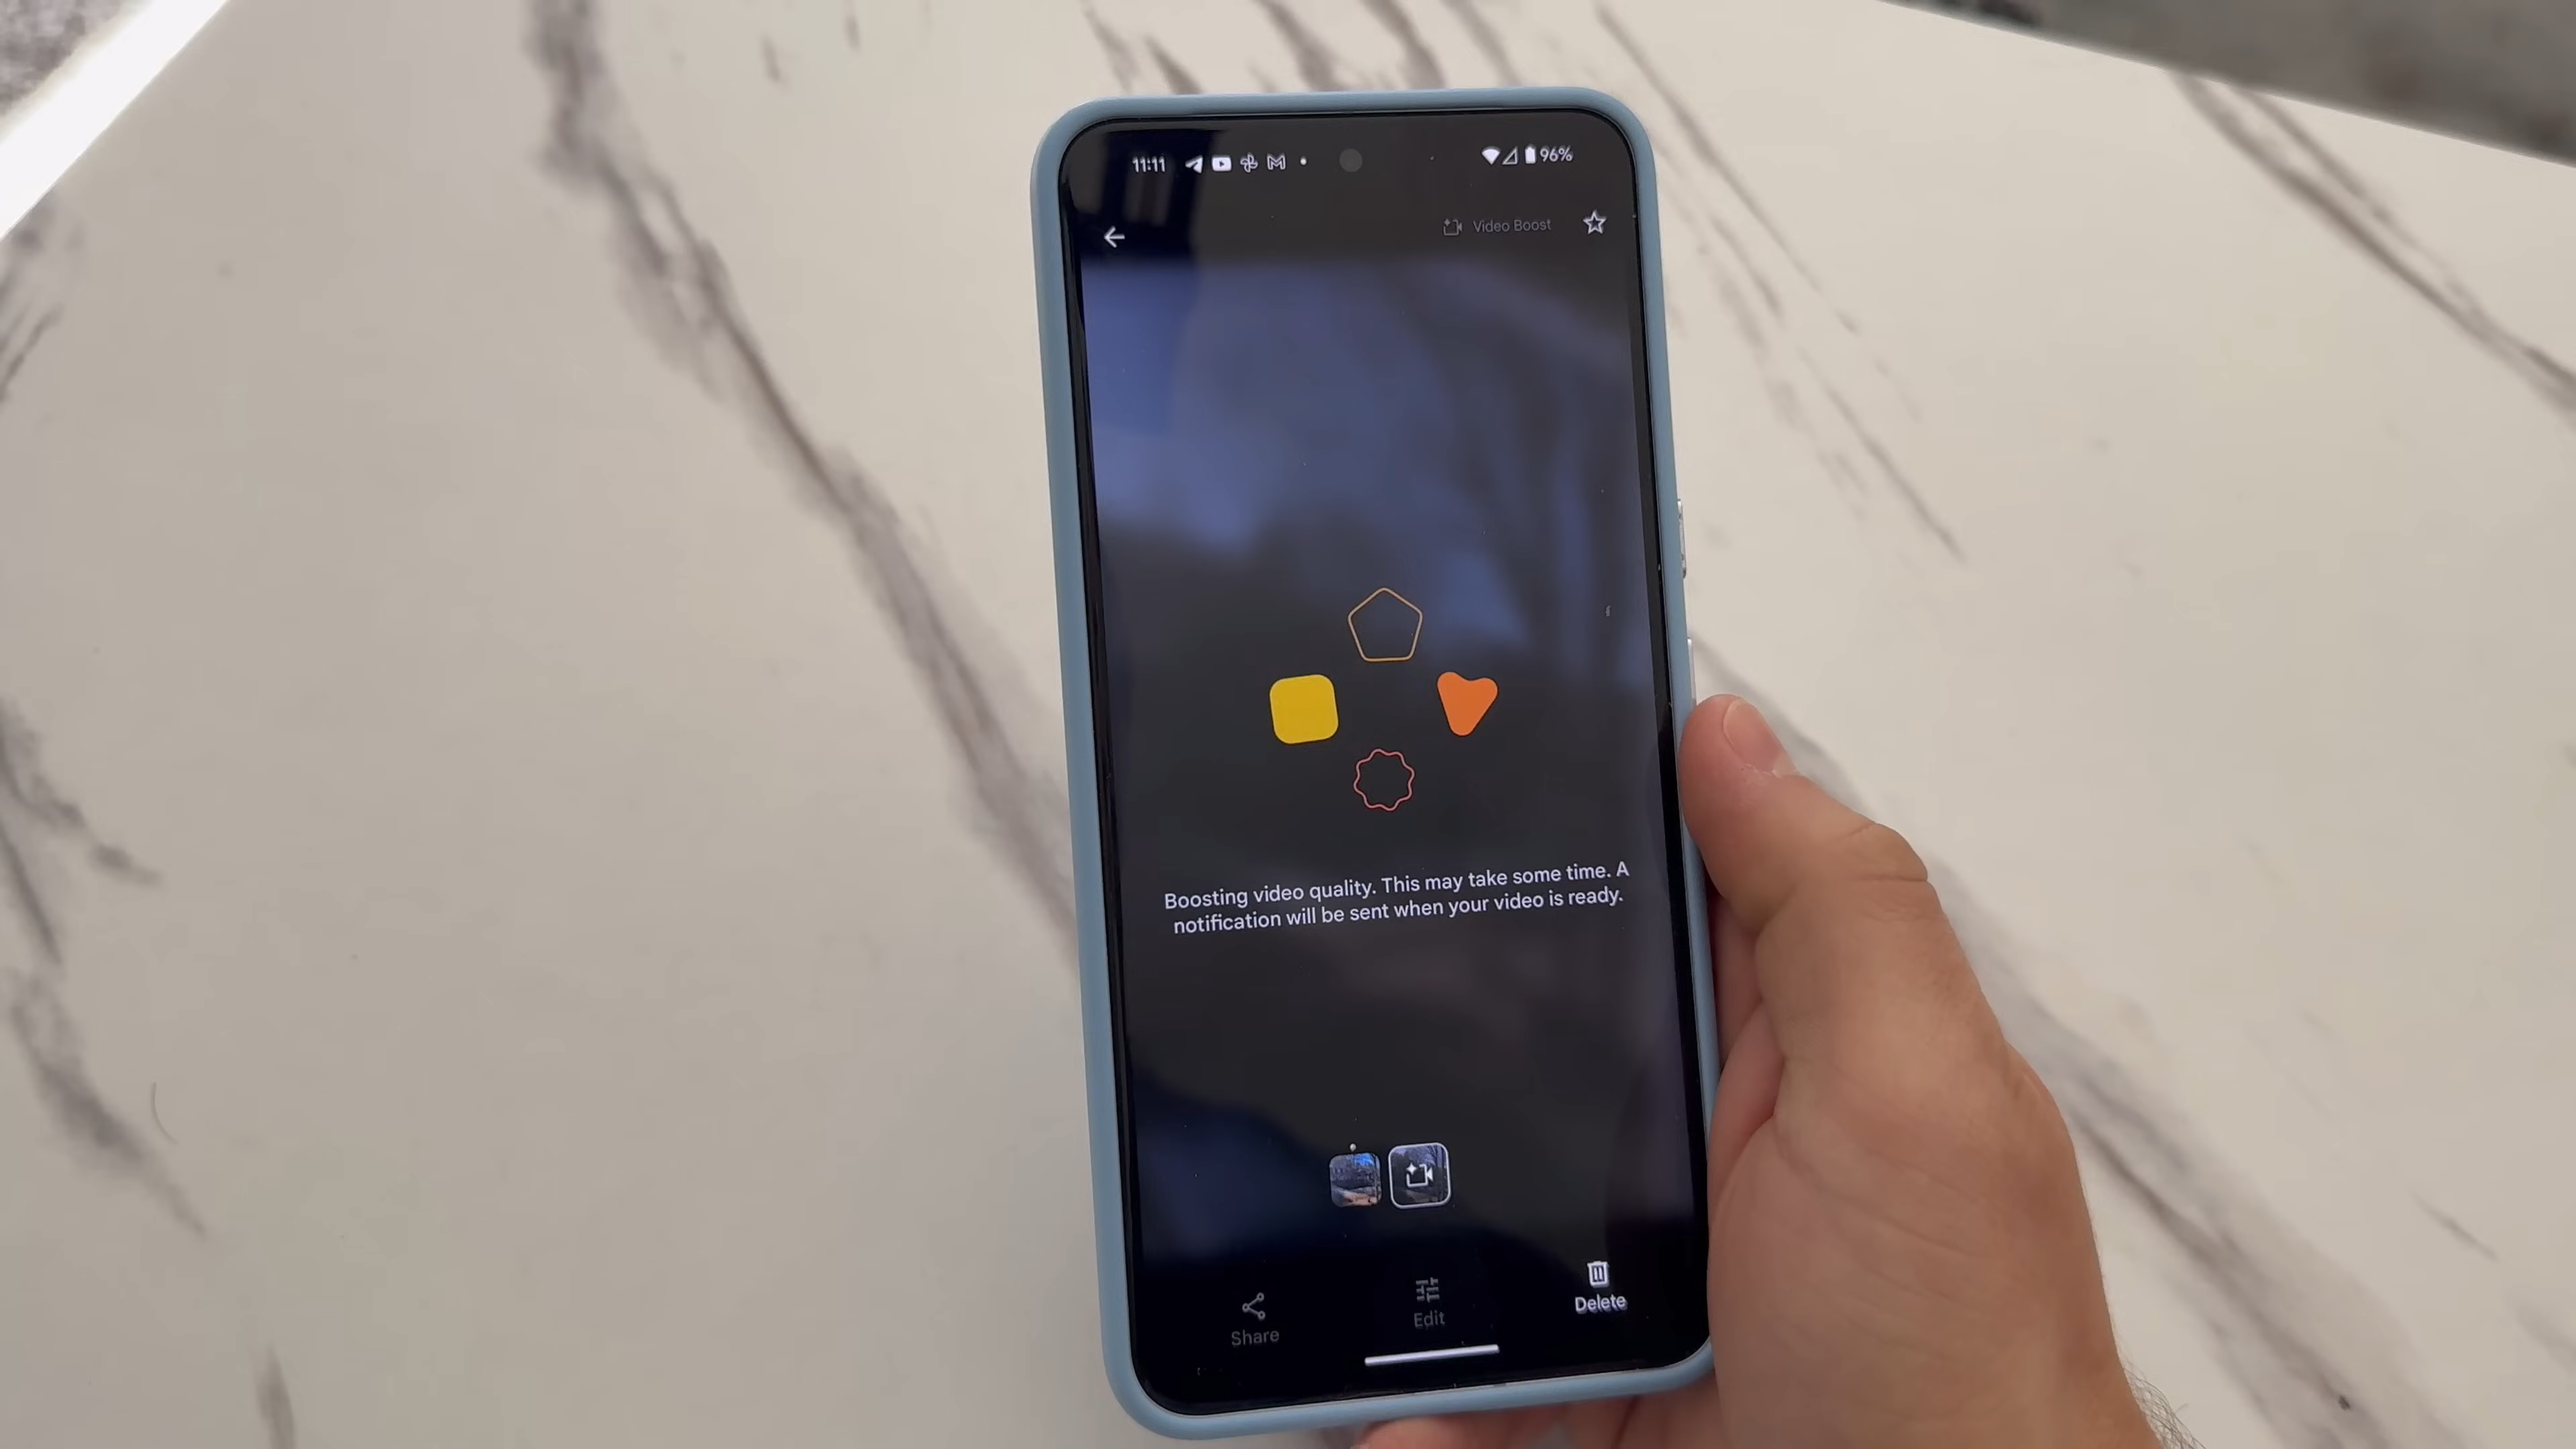 11:11
96%
Video Boost
Boosting video quality. This may take some time. A
notification will be sent when your video is ready.
Share
Edit
Delete